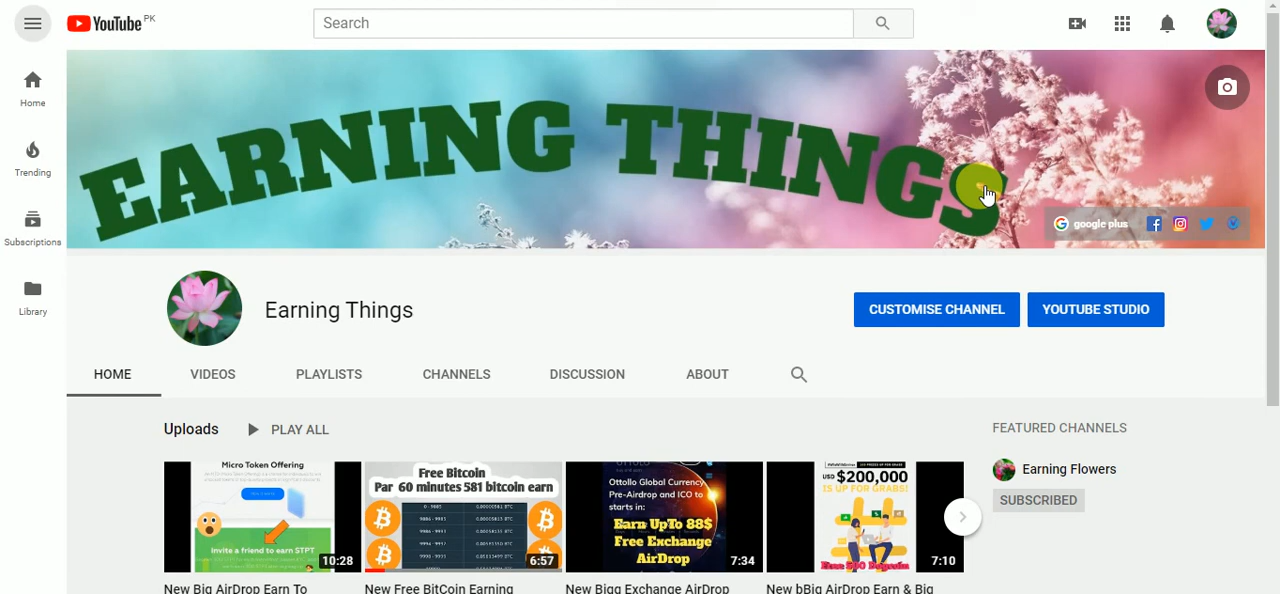 YouTube PK
Search
Home
Trending
Subscriptions
Library
EARNING THINGS
google plus
Earning Things
CUSTOMISE CHANNEL
YOUTUBE STUDIO
HOME
VIDEOS
PLAYLISTS
CHANNELS
DISCUSSION
ABOUT
Uploads
PLAY ALL
FEATURED CHANNELS
Earning Flowers
SUBSCRIBED
Micro Token Offering
Invite a friend to earn STPT
10:28
New Big AirDrop Earn To
Free Bitcoin
Par 60 minutes 581 bitcoin earn
6:57
New Free BitCoin Earning
Ottollo Global Currency
Pre-Airdrop and ICO to
starts in:
Earn UpTo 88$
Free Exchange
AirDrop
7:34
New Bigg Exchange AirDrop
USD $200,000
IS UP FOR GRABS!
7:10
New bBig AirDrop Earn & Big